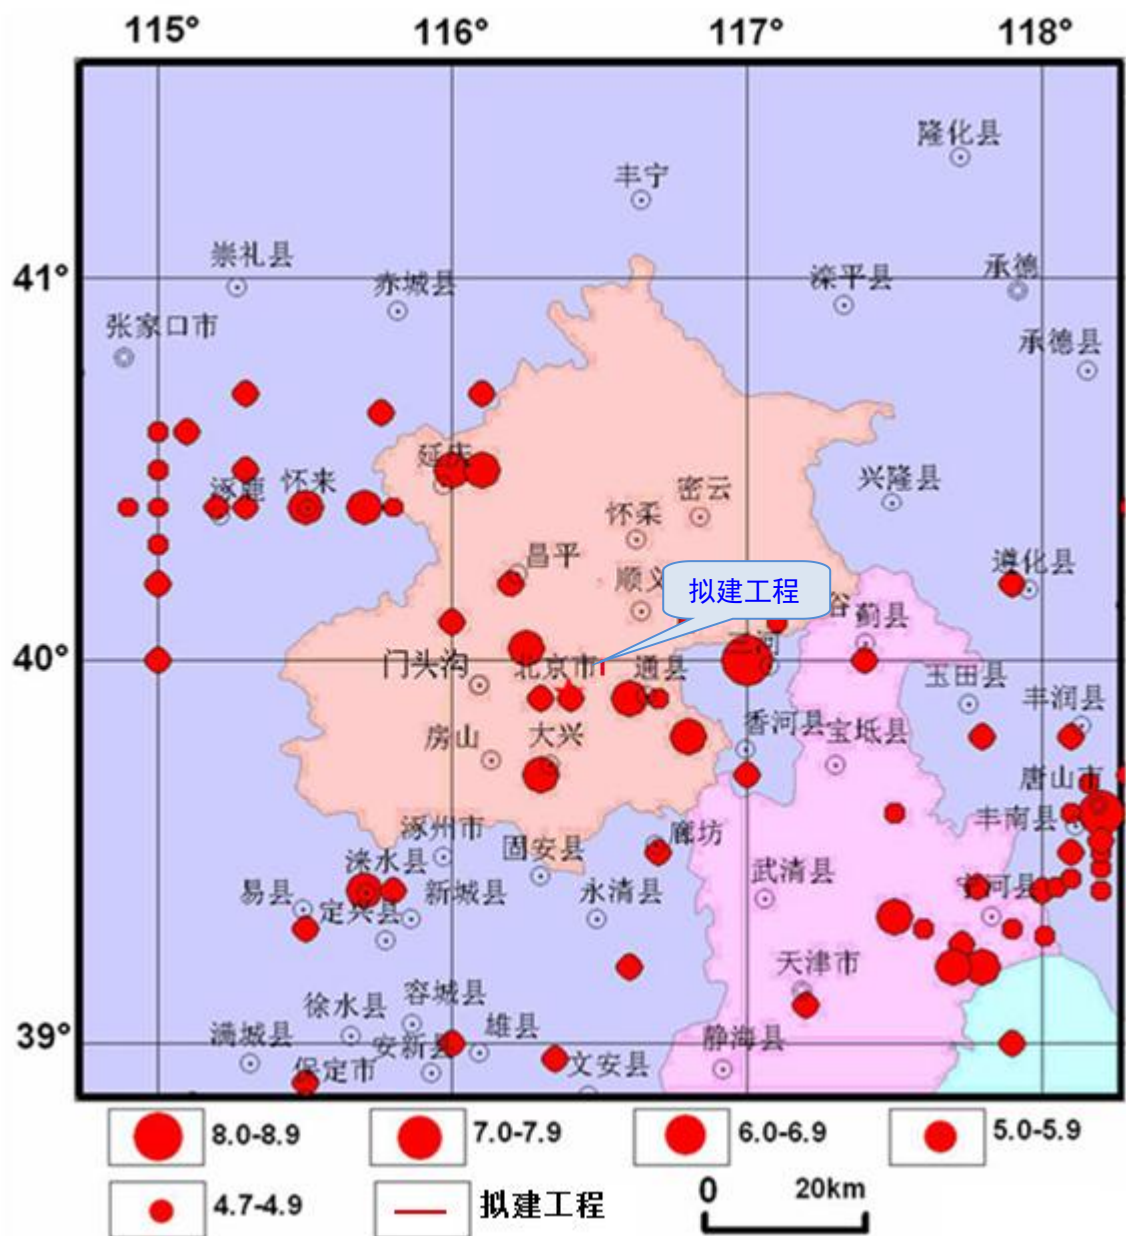 115° 116° 117° 118°
隆化县
丰宁
崇礼县
41°
赤城县
滦平县
承德
张家口市
承德县
延庆
兴隆县
涿鹿
怀来
密云
怀柔
昌平
遵化县
顺义
拟建工程
谷
蓟县
40°
门头沟
北京市
通县
三河
玉田县
丰润县
房山
大兴
香河县
宝坻县
唐山市
丰南县
涿州市
涞水县
固安县
廊坊
易县
定兴县
新城县
永清县
武清县
宁河县
天津市
徐水县
容城县
39°
满城县
安新县
雄县
静海县
保定市
文安县
8.0-8.9 7.0-7.9 6.0-6.9 5.0-5.9
4.7-4.9 拟建工程 0 20km